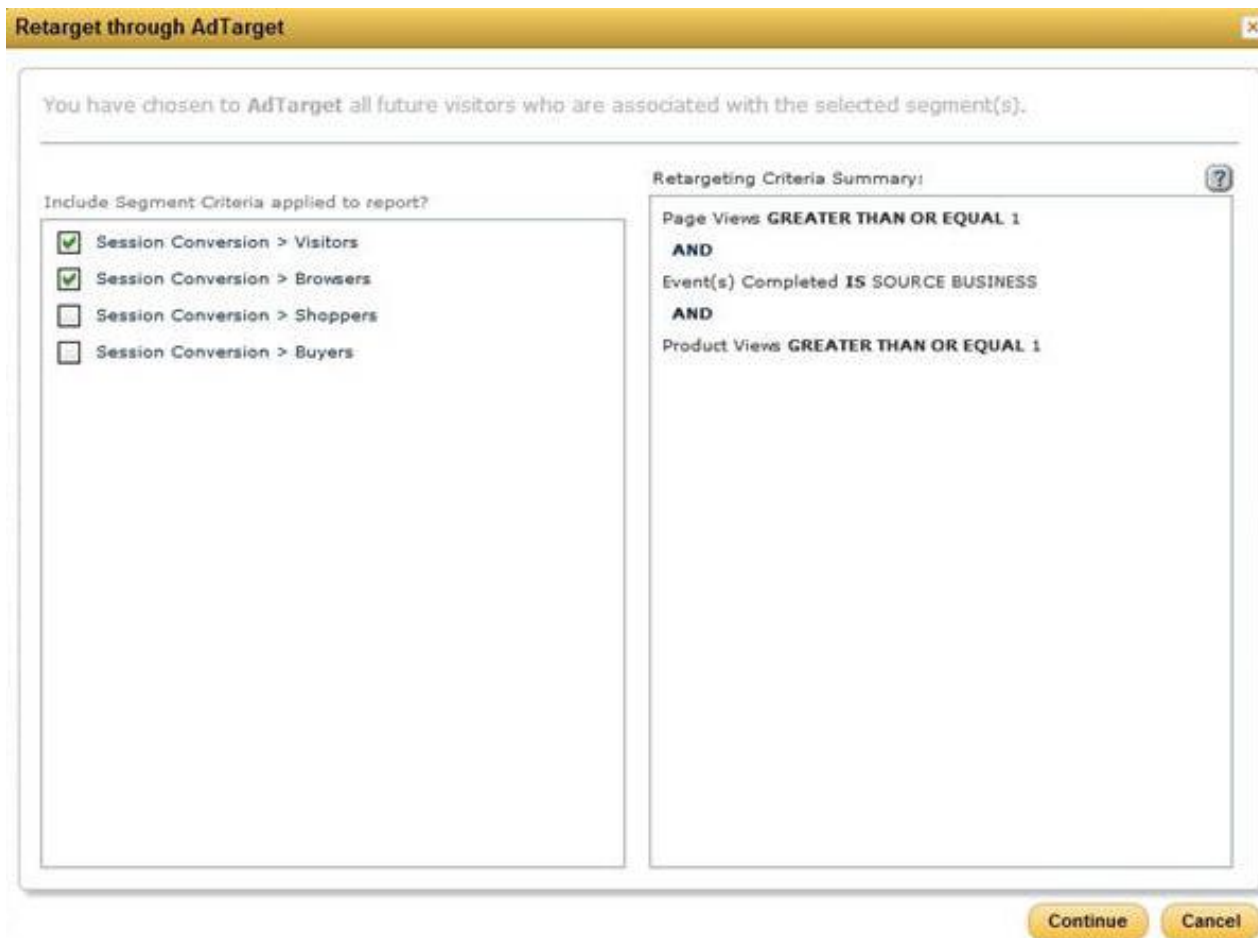 Retarget through AdTarget
You have chosen to AdTarget all future visitors who are associated with the selected segment(s).
Include Segment Criteria applied to report?
Session Conversion > Visitors
Session Conversion > Browsers
Session Conversion > Shoppers
Session Conversion > Buyers
Retargeting Criteria Summary:
?
Page Views GREATER THAN OR EQUAL 1
AND
Event(s) Completed IS SOURCE BUSINESS
AND
Product Views GREATER THAN OR EQUAL 1
Continue
Cancel